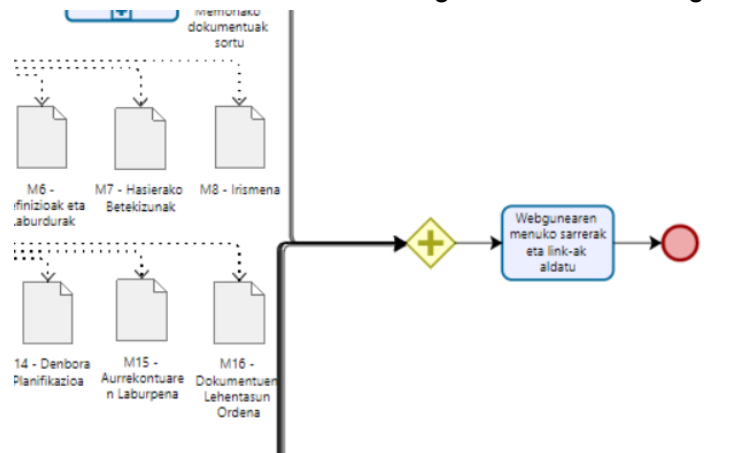 Memoriako
dokumentuak
sortu
M6 -
finizioak eta
aburdurak
M7 - Hasierako
Betekizunak
M8 - Irismena
Webgunearen
menuko sarrerak
eta link-ak
aldatu
14 - Denbora
Planifikazioa
M15 -
Aurrekontuare
n Laburpena
M16 -
Dokumentuen
Lehentasun
Ordena